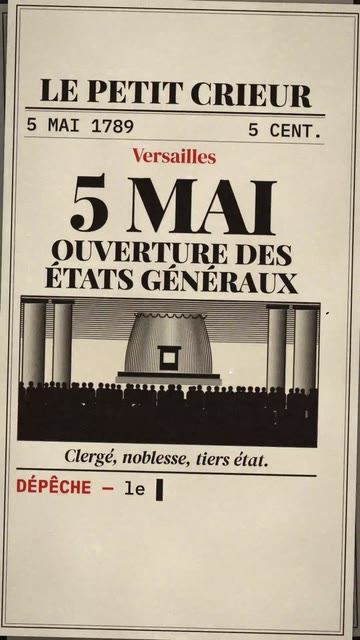 LE PETIT CRIEUR
5 MAI 1789
5 CENT.
Versailles
5 MAI
OUVERTURE DES
ÉTATS GÉNÉRAUX
Clergé, noblesse, tiers état.
DÉPÊCHE — le